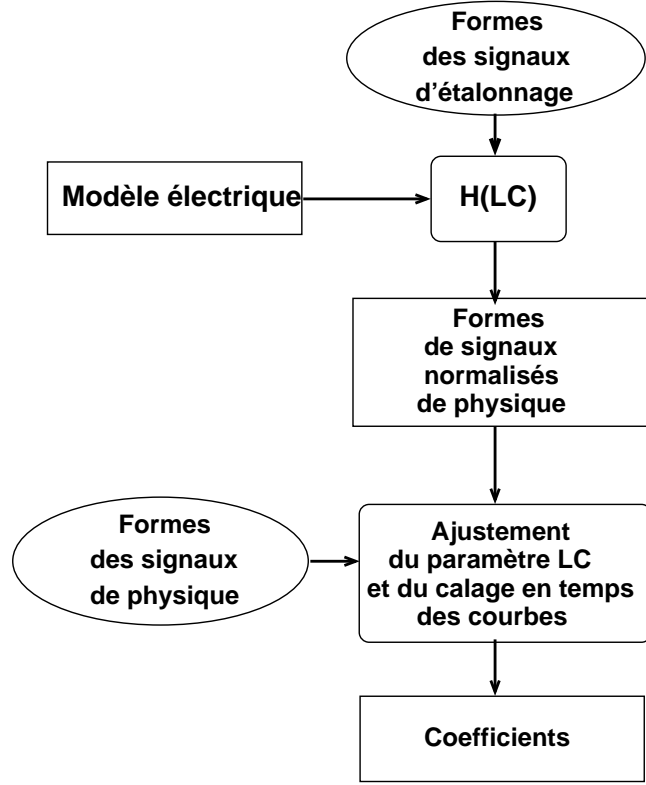 Formes
des signaux
d'étalonnage
Modèle électrique
H(LC)
Formes
de signaux
normalisés
de physique
Formes
des signaux
de physique
Ajustement
du paramètre LC
et du calage en temps
des courbes
Coefficients